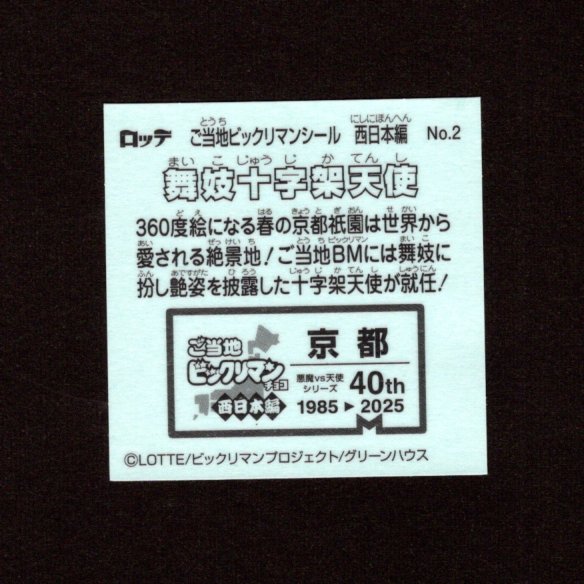 ロッテ ご当地ビックリマンシール 西日本編 No.2
舞妓十字架天使
360度絵になる春の京都祇園は世界から
愛される絶景地！ご当地BMには舞妓に
扮し艶姿を披露した十字架天使が就任！
ご当地
ビックリマン
チョコ
西日本編
京都
悪魔vs天使
シリーズ 40th
1985▶2025
©LOTTE/ビックリマンプロジェクト/グリーンハウス